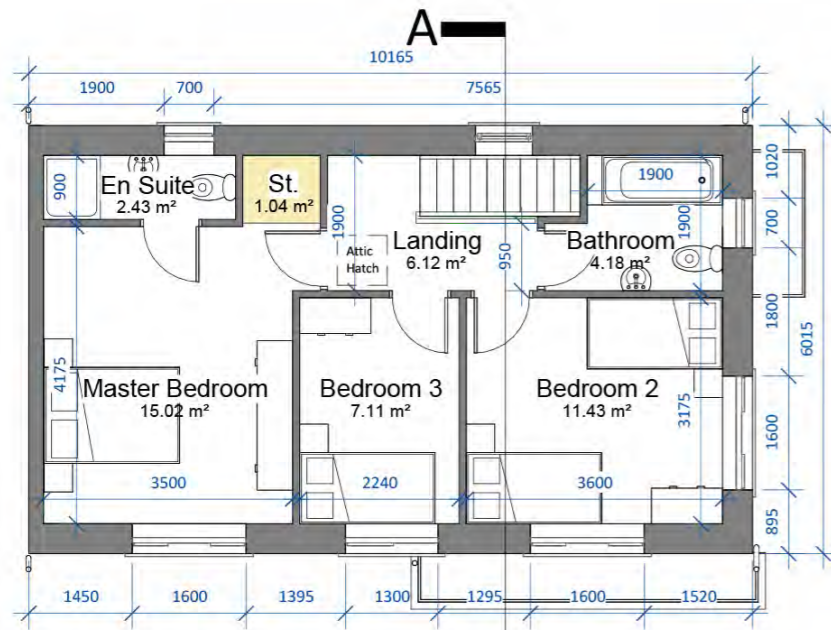 A
10165
1900
700
7565
En Suite
2.43 m²
900
St.
1.04 m²
1900
Attic
Hatch
Landing
6.12 m²
950
1900
Bathroom
4.18 m²
1900
1020
700
1800
6015
4175
Master Bedroom
15.02 m²
Bedroom 3
7.11 m²
Bedroom 2
11.43 m²
3175
1600
895
3500
2240
3600
1450
1600
1395
1300
1295
1600
1520